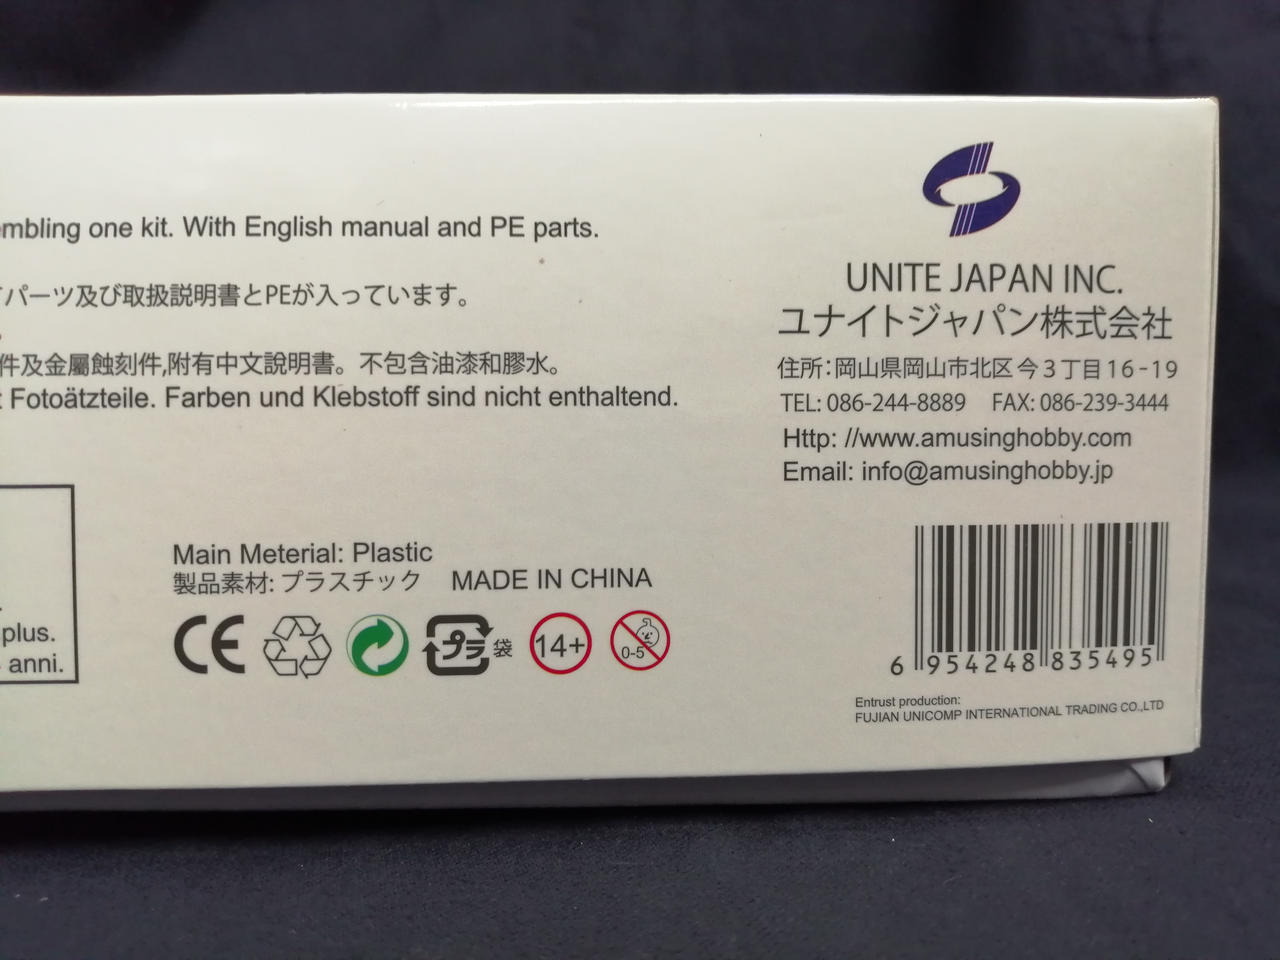 mbling one kit. With English manual and PE parts.
パーツ及び取扱説明書とPEが入っています。
件及金屬蝕刻件,附有中文說明書。不包含油漆和膠水。
t Fotoätzteile. Farben und Klebstoff sind nicht enthaltend.
plus.
anni.
Main Meterial: Plastic
製品素材: プラスチック MADE IN CHINA
CE プラ 袋 14+ 0-5
UNITE JAPAN INC.
ユナイトジャパン株式会社
住所:岡山県岡山市北区今3丁目16-19
TEL: 086-244-8889 FAX: 086-239-3444
Http: //www.amusinghobby.com
Email: info@amusinghobby.jp
6 954248 835495
Entrust production:
FUJIAN UNICOMP INTERNATIONAL TRADING CO.,LTD